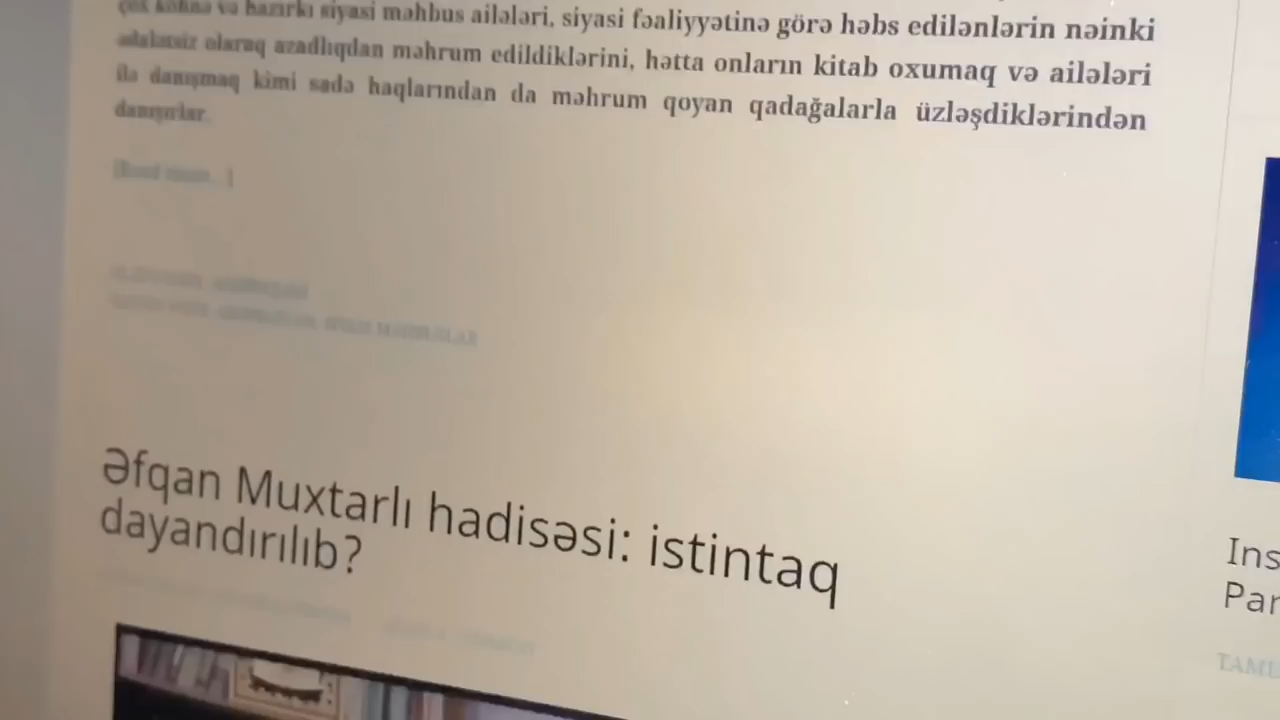 çox köhnə və hazırkı siyasi məhbus ailələri, siyasi fəaliyyətinə görə həbs edilənlərin nəinki
ədalətsiz olaraq azadlıqdan məhrum edildiklərini, hətta onların kitab oxumaq və ailələri
ilə danışmaq kimi sadə haqlarından da məhrum qoyan qadağalarla üzləşdiklərindən
danışırlar.
[Read more...]
Əfqan Muxtarlı hadisəsi: istintaq
dayandırılıb?
Ins
Par